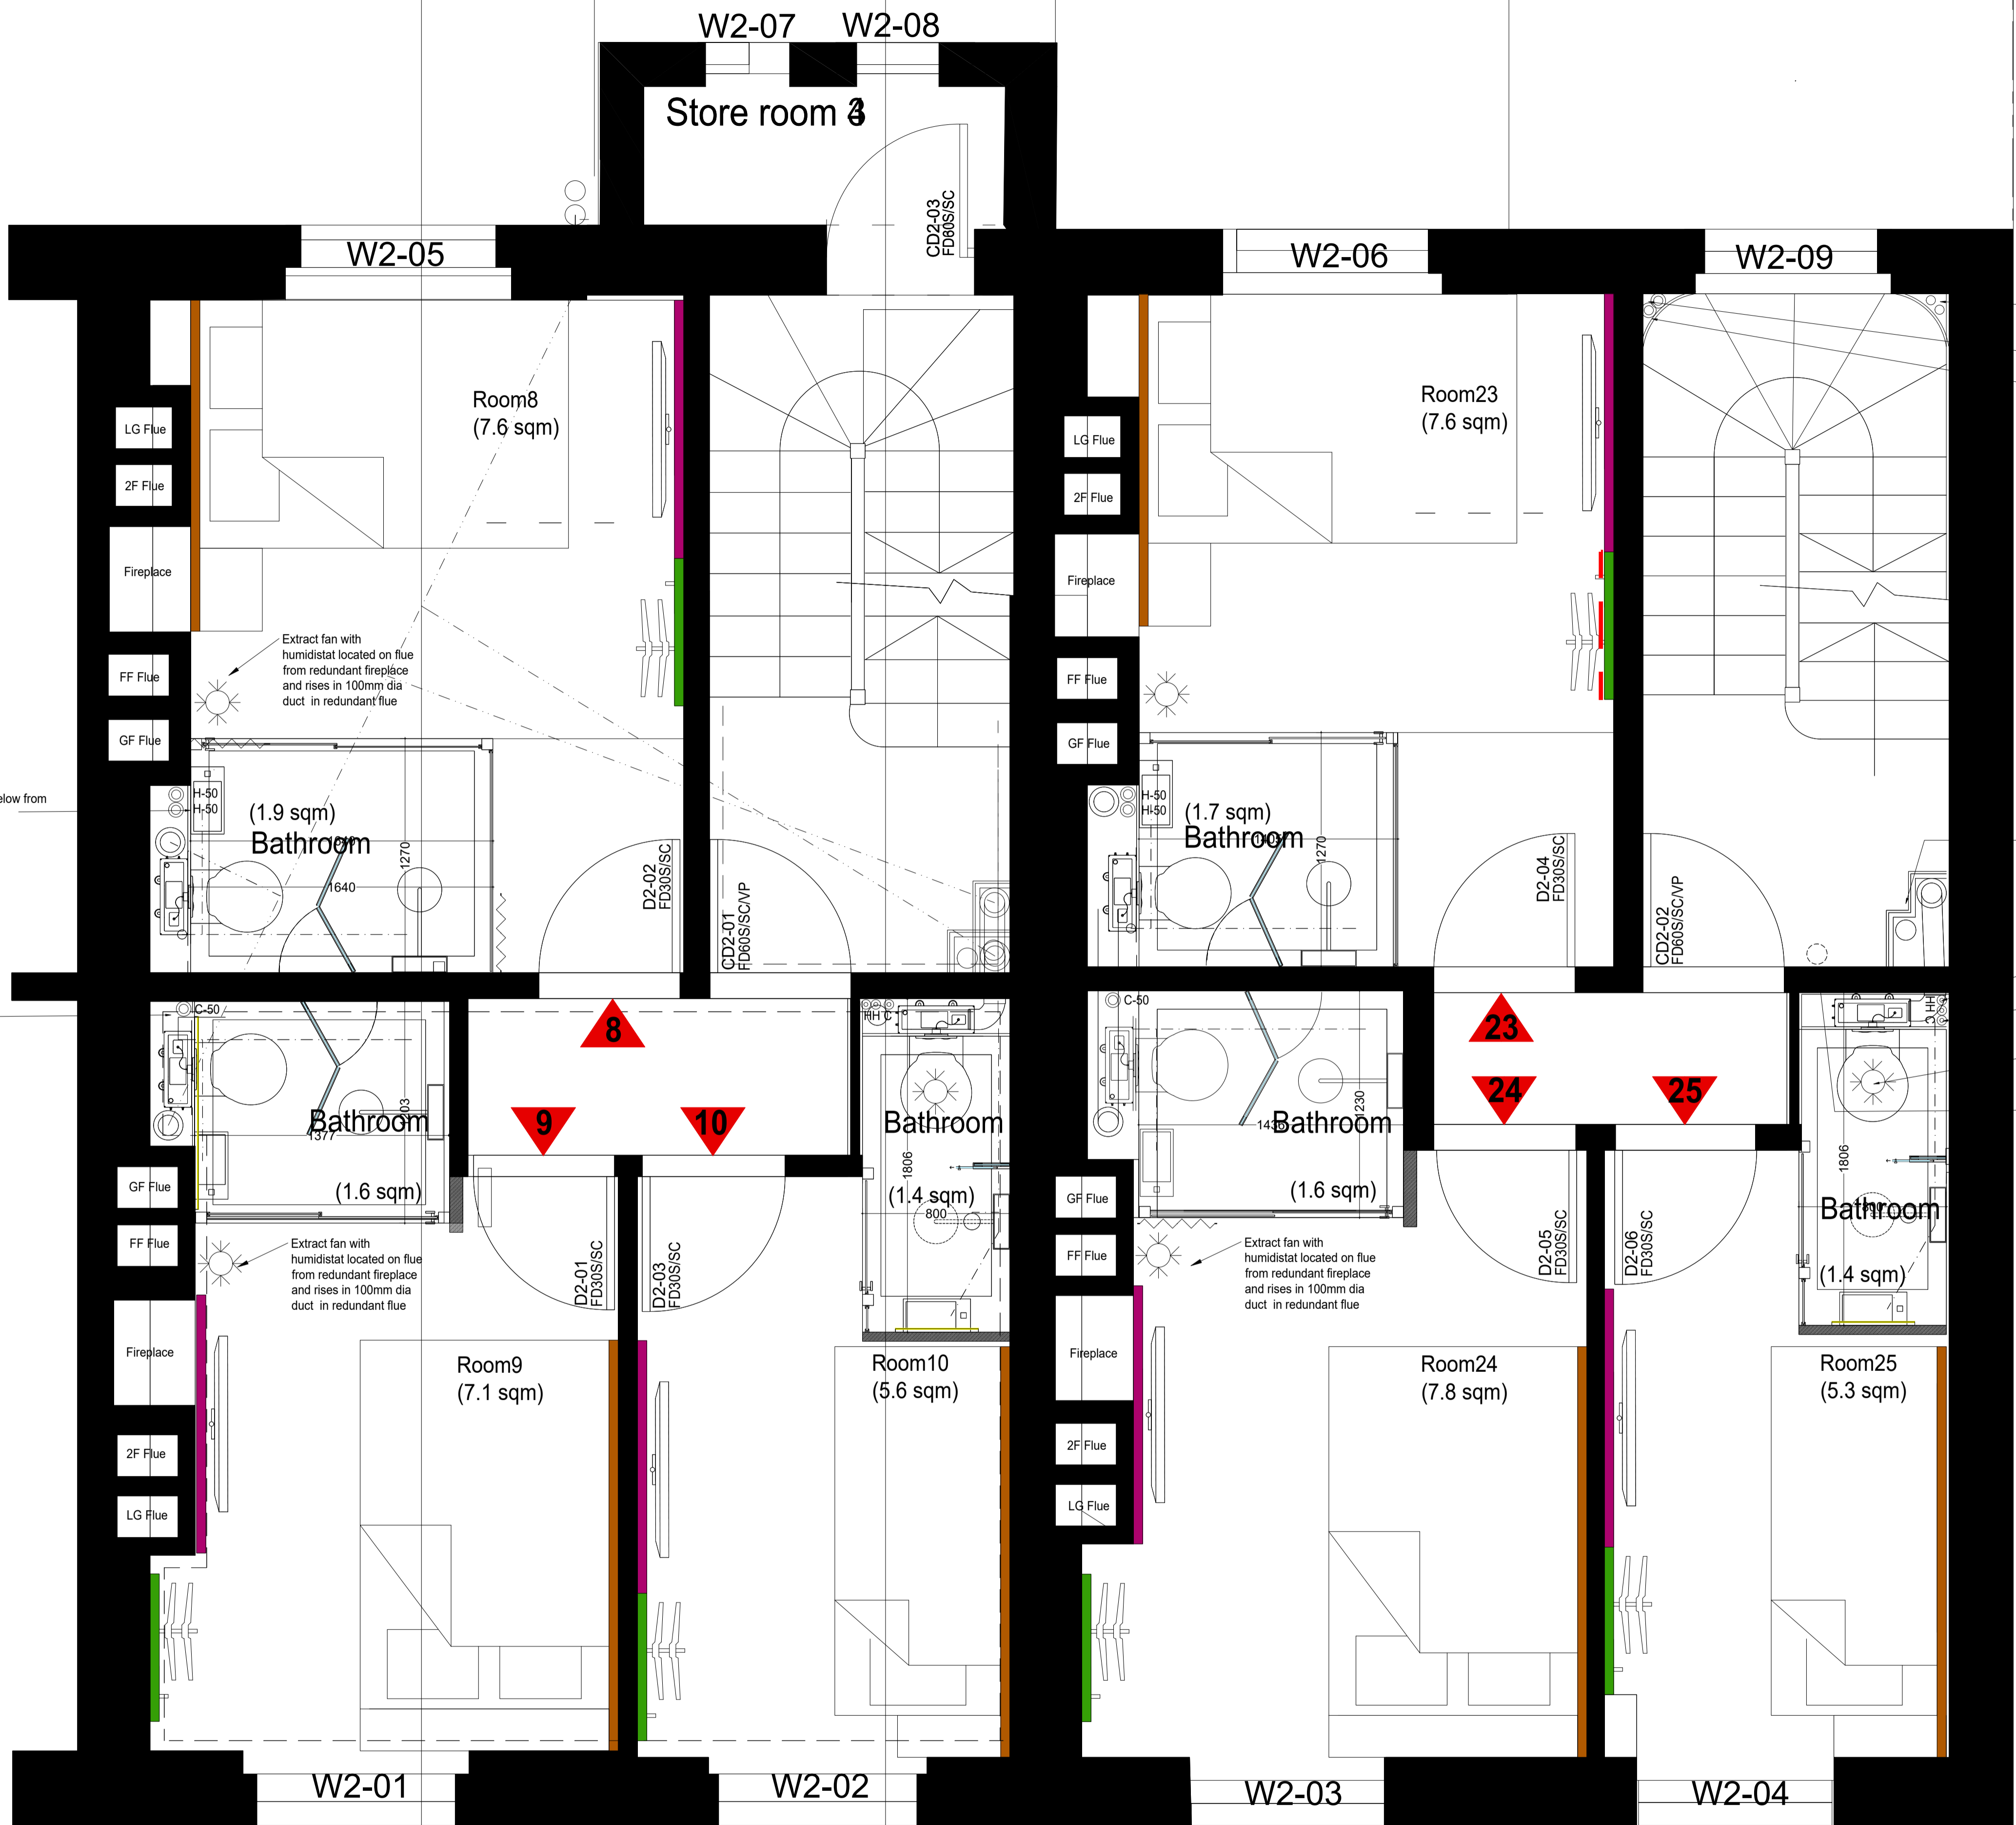 W2-07
W2-08
Store room
CD2-03
FD60S/SC
W2-05
W2-06
W2-09
Room8
(7.6 sqm)
Room23
(7.6 sqm)
LG Flue
2F Flue
Fireplace
FF Flue
GF Flue
LG Flue
2F Flue
Fireplace
FF Flue
GF Flue
Extract fan with
humidistat located on flue
from redundant fireplace
and rises in 100mm dia
duct in redundant flue
elow from
H-50
H-50
(1.9 sqm)
Bathroom
1640
1270
D2-02
FD30S/SC
CD2-01
FD60S/SC/VP
H-50
H-50
(1.7 sqm)
Bathroom
1405
1270
D2-04
FD30S/SC
CD2-02
FD60S/SC/VP
8
9
10
23
24
25
C-50
Bathroom
1377
(1.6 sqm)
HH C
Bathroom
1806
(1.4 sqm)
800
C-50
Bathroom
1436
1230
(1.6 sqm)
HH C
1806
Bathroom
800
(1.4 sqm)
GF Flue
FF Flue
Fireplace
2F Flue
LG Flue
Extract fan with
humidistat located on flue
from redundant fireplace
and rises in 100mm dia
duct in redundant flue
D2-01
FD30S/SC
D2-03
FD30S/SC
GF Flue
FF Flue
Fireplace
2F Flue
LG Flue
Extract fan with
humidistat located on flue
from redundant fireplace
and rises in 100mm dia
duct in redundant flue
D2-05
FD30S/SC
D2-06
FD30S/SC
Room9
(7.1 sqm)
Room10
(5.6 sqm)
Room24
(7.8 sqm)
Room25
(5.3 sqm)
W2-01
W2-02
W2-03
W2-04